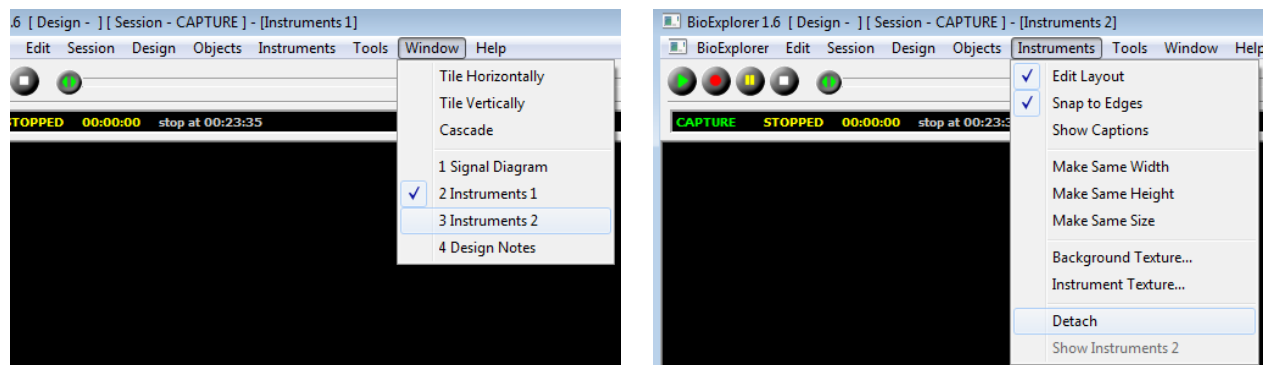 .6 [ Design - ] [ Session - CAPTURE ] - [Instruments 1]
Edit Session Design Objects Instruments Tools Window Help
STOPPED 00:00:00 stop at 00:23:35
Tile Horizontally
Tile Vertically
Cascade
1 Signal Diagram
2 Instruments 1
3 Instruments 2
4 Design Notes
BioExplorer 1.6 [ Design - ] [ Session - CAPTURE ] - [Instruments 2]
BioExplorer Edit Session Design Objects Instruments Tools Window Help
CAPTURE STOPPED 00:00:00 stop at 00:23:3
Edit Layout
Snap to Edges
Show Captions
Make Same Width
Make Same Height
Make Same Size
Background Texture...
Instrument Texture...
Detach
Show Instruments 2